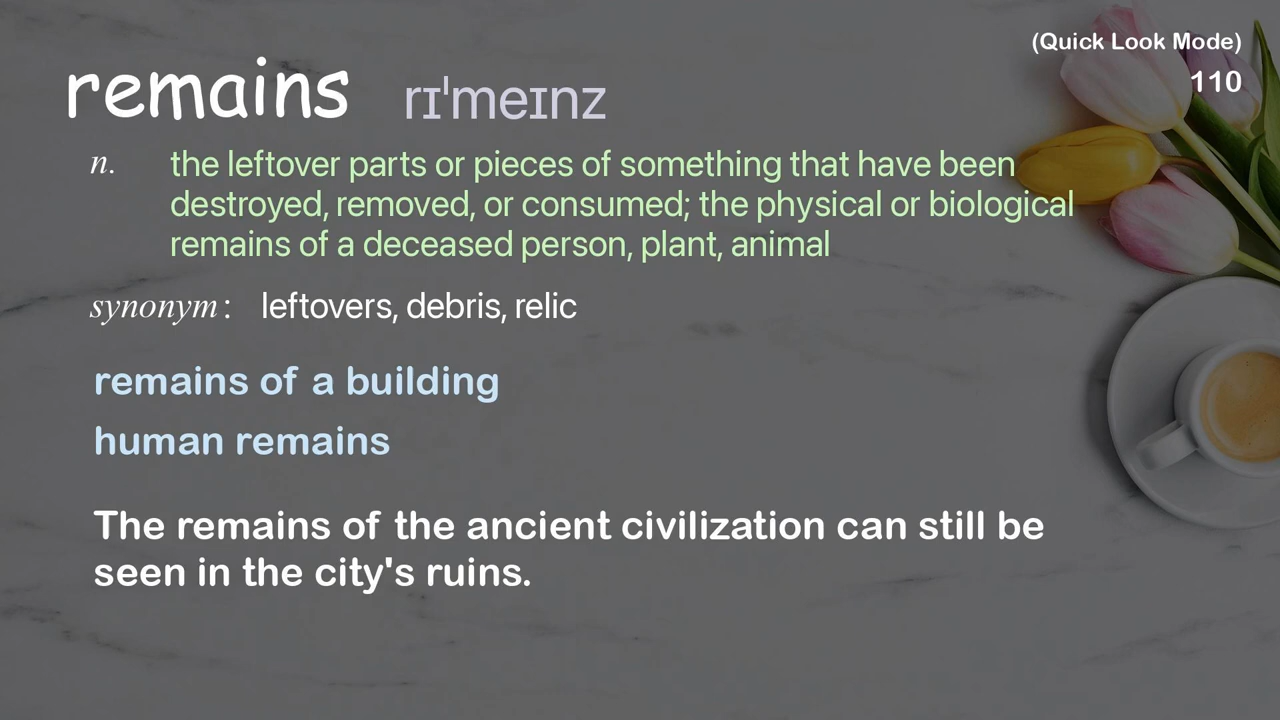 (Quick Look Mode)
110
remains rɪˈmeɪnz
n. the leftover parts or pieces of something that have been
destroyed, removed, or consumed; the physical or biological
remains of a deceased person, plant, animal
synonym: leftovers, debris, relic
remains of a building
human remains
The remains of the ancient civilization can still be
seen in the city's ruins.